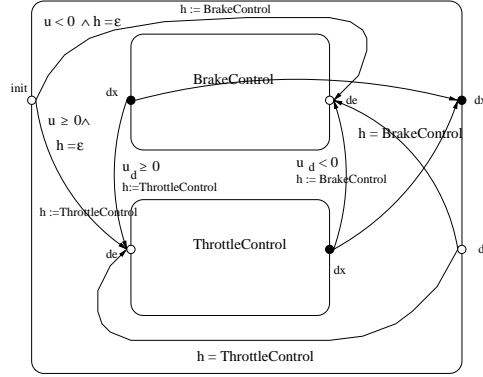 h := BrakeControl
u < 0 ∧ h = ε
init
dx
BrakeControl
de
dx
u ≥ 0∧
h = ε
h = BrakeControl
u_d ≥ 0
h:=ThrottleControl
u_d < 0
h := BrakeControl
h :=ThrottleControl
ThrottleControl
de
dx
h = ThrottleControl